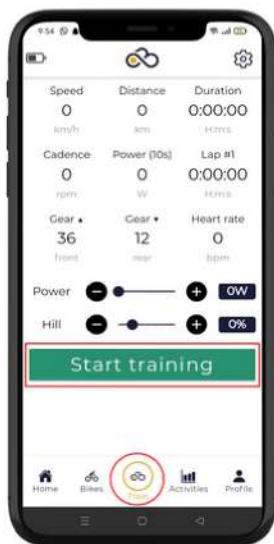 9:54
Speed Distance Duration
0 0 0:00:00
km/h km H:m:s
Cadence Power (10s) Lap #1
0 0 0:00:00
rpm W H:m:s
Gear ▲ Gear ▼ Heart rate
36 12 0
front rear bpm
Power 0W
Hill 0%
Start training
Home Bikes Train Activities Profile